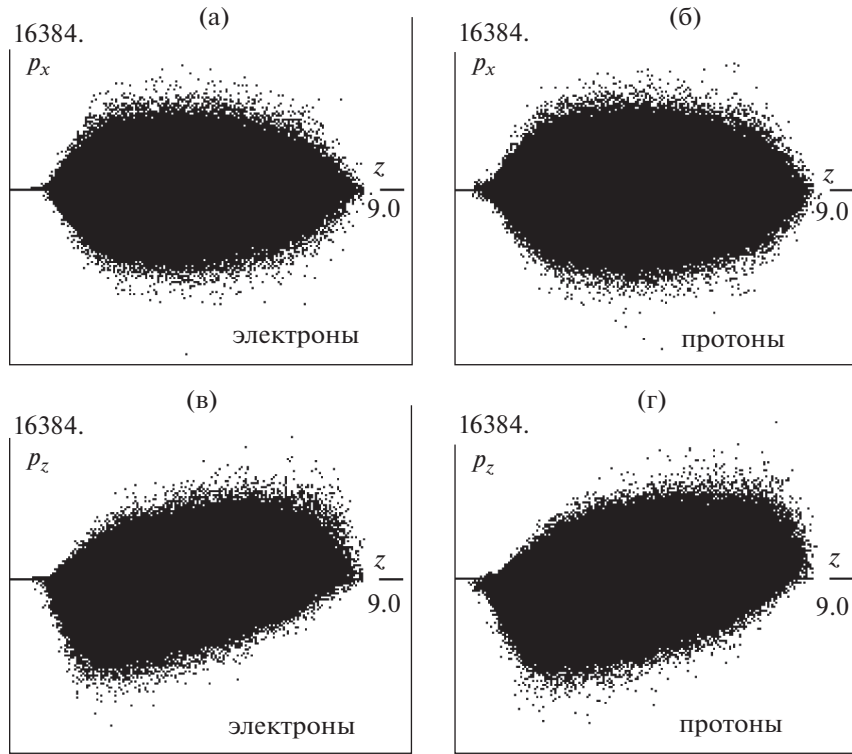 (а)
16384.
p_x
z
9.0
электроны
(б)
16384.
p_x
z
9.0
протоны
(в)
16384.
p_z
z
9.0
электроны
(г)
16384.
p_z
z
9.0
протоны